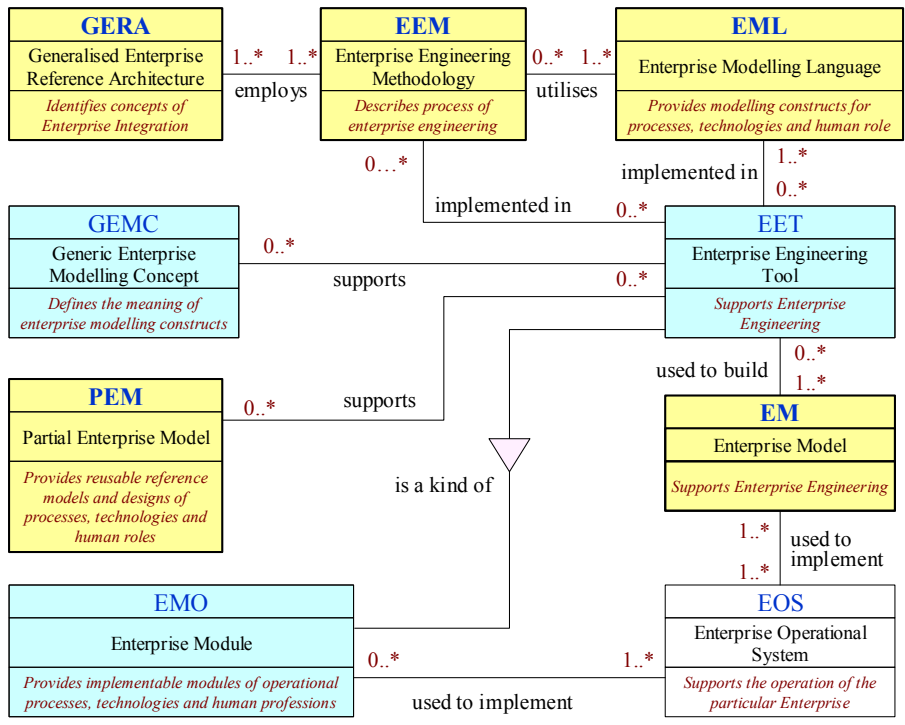 GERA
Generalised Enterprise
Reference Architecture
Identifies concepts of
Enterprise Integration
1..*
1..*
employs
EEM
Enterprise Engineering
Methodology
Describes process of
enterprise engineering
0..*
1..*
utilises
EML
Enterprise Modelling Language
Provides modelling constructs for
processes, technologies and human role
0…*
implemented in
0..*
1..*
implemented in
0..*
GEMC
Generic Enterprise
Modelling Concept
Defines the meaning of
enterprise modelling constructs
0..*
supports
0..*
EET
Enterprise Engineering
Tool
Supports Enterprise
Engineering
0..*
used to build
1..*
PEM
Partial Enterprise Model
Provides reusable reference
models and designs of
processes, technologies and
human roles
0..*
supports
is a kind of
EM
Enterprise Model
Supports Enterprise Engineering
1..*
used to
implement
1..*
EMO
Enterprise Module
Provides implementable modules of operational
processes, technologies and human professions
0..*
1..*
used to implement
EOS
Enterprise Operational
System
Supports the operation of the
particular Enterprise